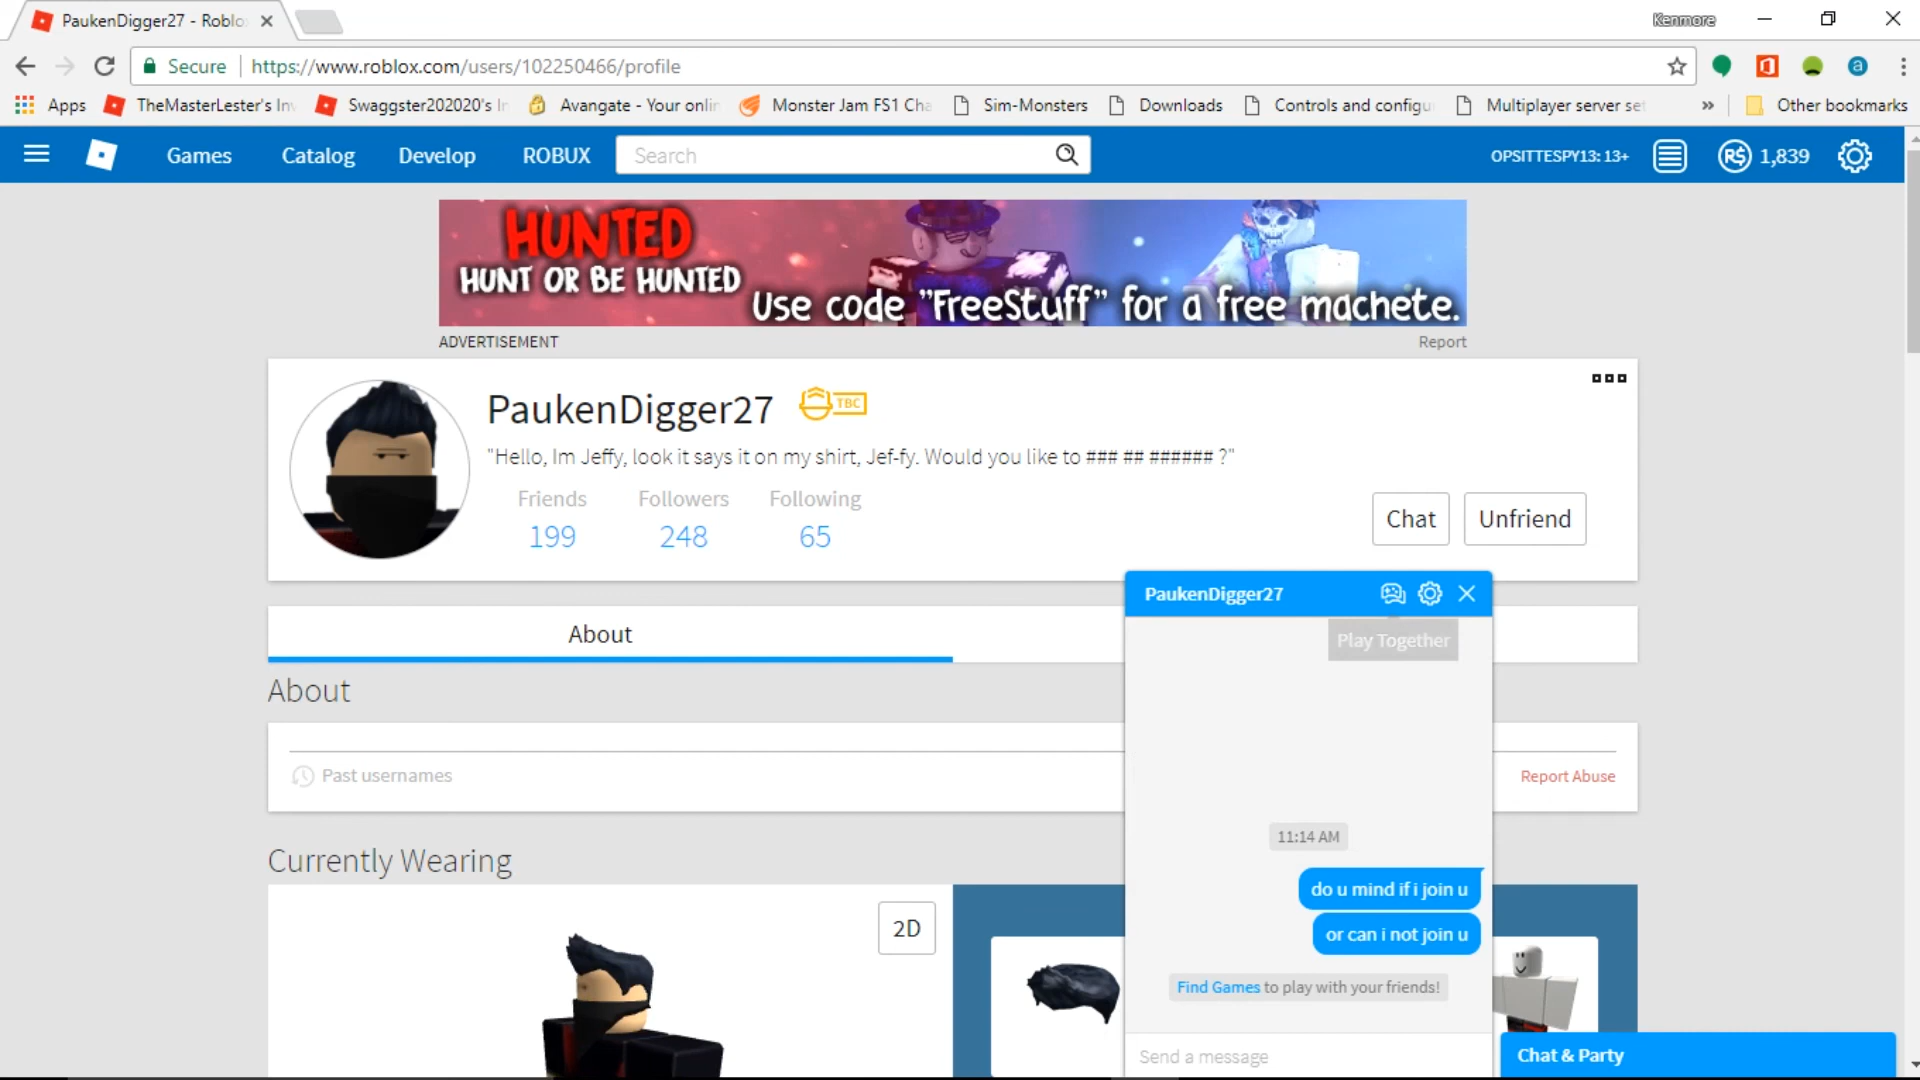 PaukenDigger27 - Roblo
Kenmore
Secure https://www.roblox.com/users/102250466/profile
Apps TheMasterLester's Inv Swaggster202020's In Avangate - Your onlin Monster Jam FS1 Cha Sim-Monsters Downloads Controls and configu Multiplayer server set » Other bookmarks
Games Catalog Develop ROBUX Search OPSITTESPY13: 13+ R$ 1,839
HUNTED
HUNT OR BE HUNTED
Use code "FreeStuff" for a free machete.
ADVERTISEMENT Report
PaukenDigger27 TBC
"Hello, Im Jeffy, look it says it on my shirt, Jef-fy. Would you like to ### ## ###### ?"
Friends Followers Following
199 248 65
Chat Unfriend
PaukenDigger27
Play Together
About
About
Past usernames Report Abuse
11:14 AM
do u mind if i join u
or can i not join u
Find Games to play with your friends!
Send a message
Currently Wearing
2D
Chat & Party